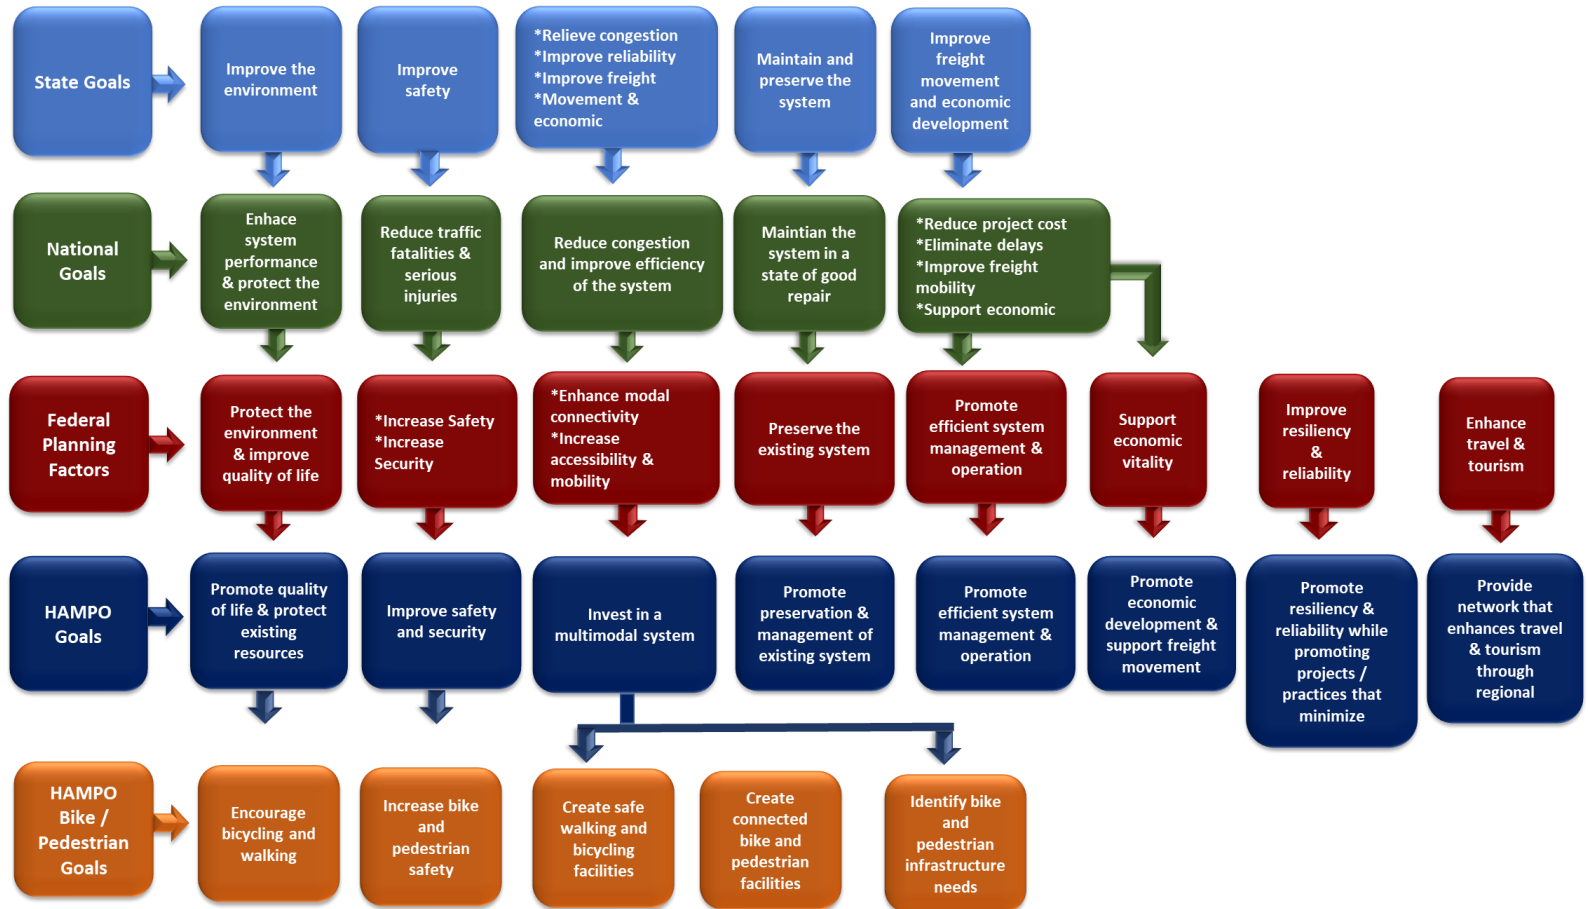 State Goals
Improve the
environment
Improve
safety
*Relieve congestion
*Improve reliability
*Improve freight
*Movement &
economic
Maintain and
preserve the
system
Improve
freight
movement
and economic
development
National
Goals
Enhace
system
performance
& protect the
environment
Reduce traffic
fatalities &
serious
injuries
Reduce congestion
and improve efficiency
of the system
Maintian the
system in a
state of good
repair
*Reduce project cost
*Eliminate delays
*Improve freight
mobility
*Support economic
Federal
Planning
Factors
Protect the
environment
& improve
quality of life
*Increase Safety
*Increase
Security
*Enhance modal
connectivity
*Increase
accessibility &
mobility
Preserve the
existing system
Promote
efficient system
management &
operation
Support
economic
vitality
Improve
resiliency
&
reliability
Enhance
travel &
tourism
HAMPO
Goals
Promote quality
of life & protect
existing
resources
Improve safety
and security
Invest in a
multimodal system
Promote
preservation &
management of
existing system
Promote
efficient system
management &
operation
Promote
economic
development &
support freight
movement
Promote
resiliency &
reliability while
promoting
projects /
practices that
minimize
Provide
network that
enhances travel
& tourism
through
regional
HAMPO
Bike /
Pedestrian
Goals
Encourage
bicycling and
walking
Increase bike
and
pedestrian
safety
Create safe
walking and
bicycling
facilities
Create
connected
bike and
pedestrian
facilities
Identify bike
and
pedestrian
infrastructure
needs